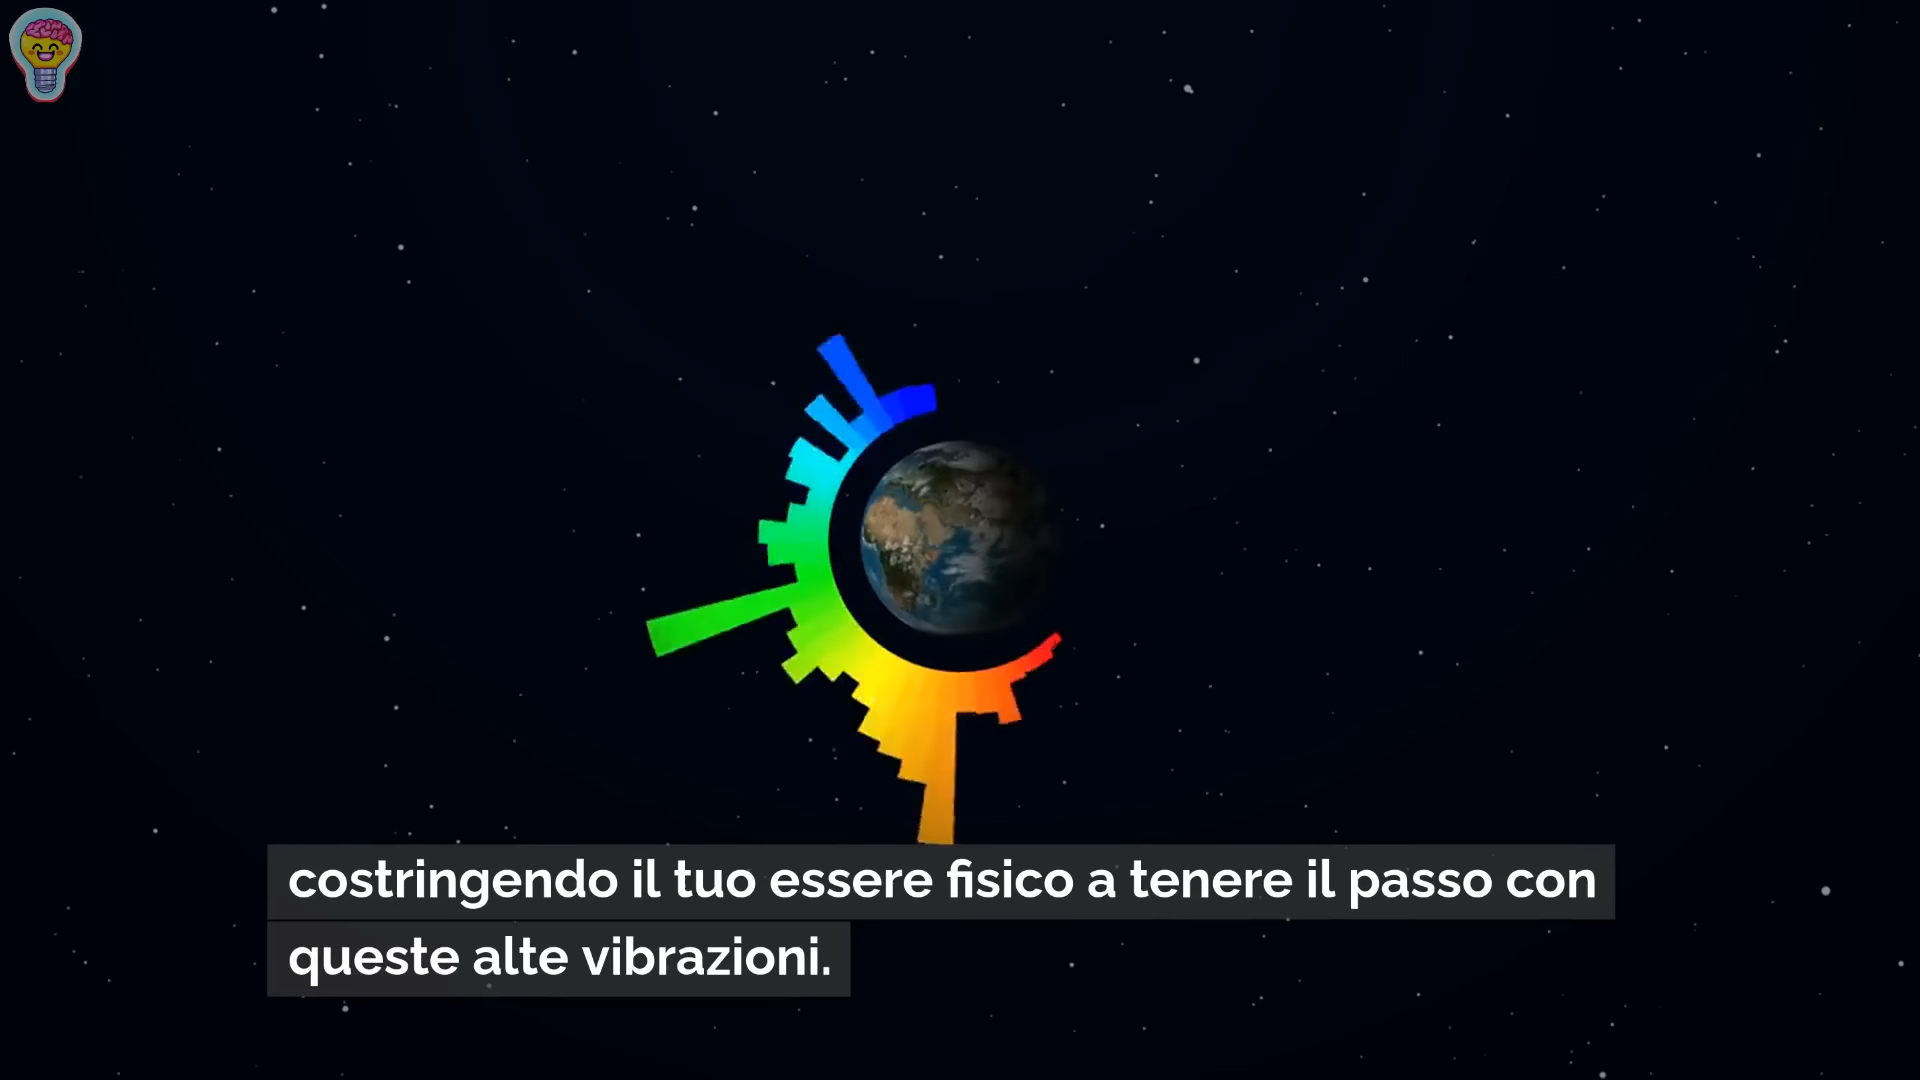 costringendo il tuo essere fisico a tenere il passo con
queste alte vibrazioni.